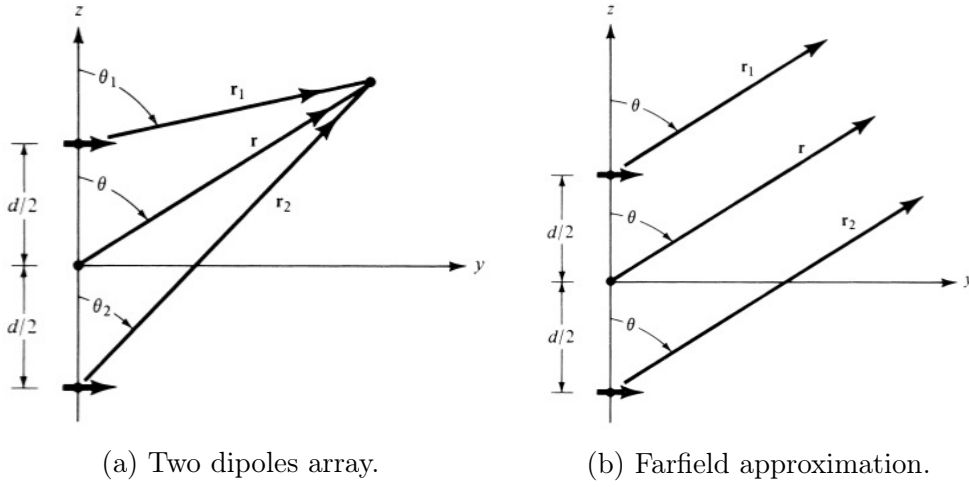 z
θ₁
r₁
r
θ
r₂
d/2
y
θ₂
d/2
(a) Two dipoles array.
z
r₁
θ
r
d/2
θ
r₂
y
d/2
θ
(b) Farfield approximation.